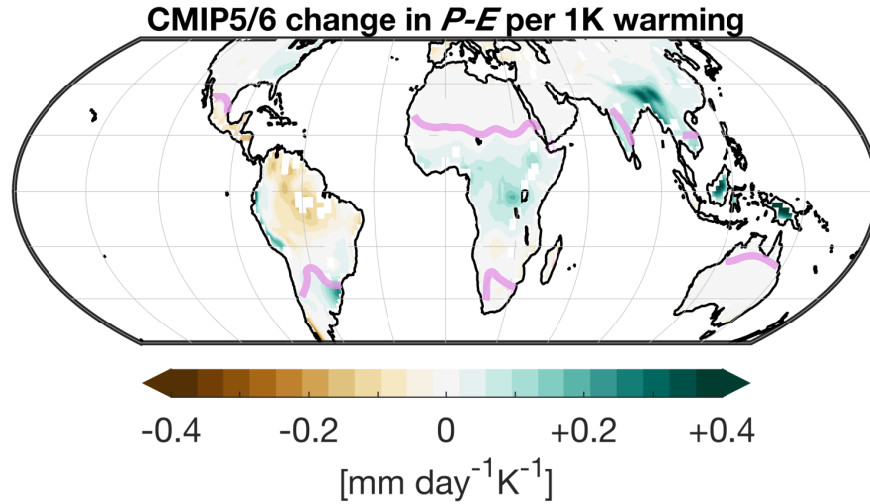 CMIP5/6 change in P-E per 1K warming
-0.4 -0.2 0 +0.2 +0.4
[mm day⁻¹K⁻¹]